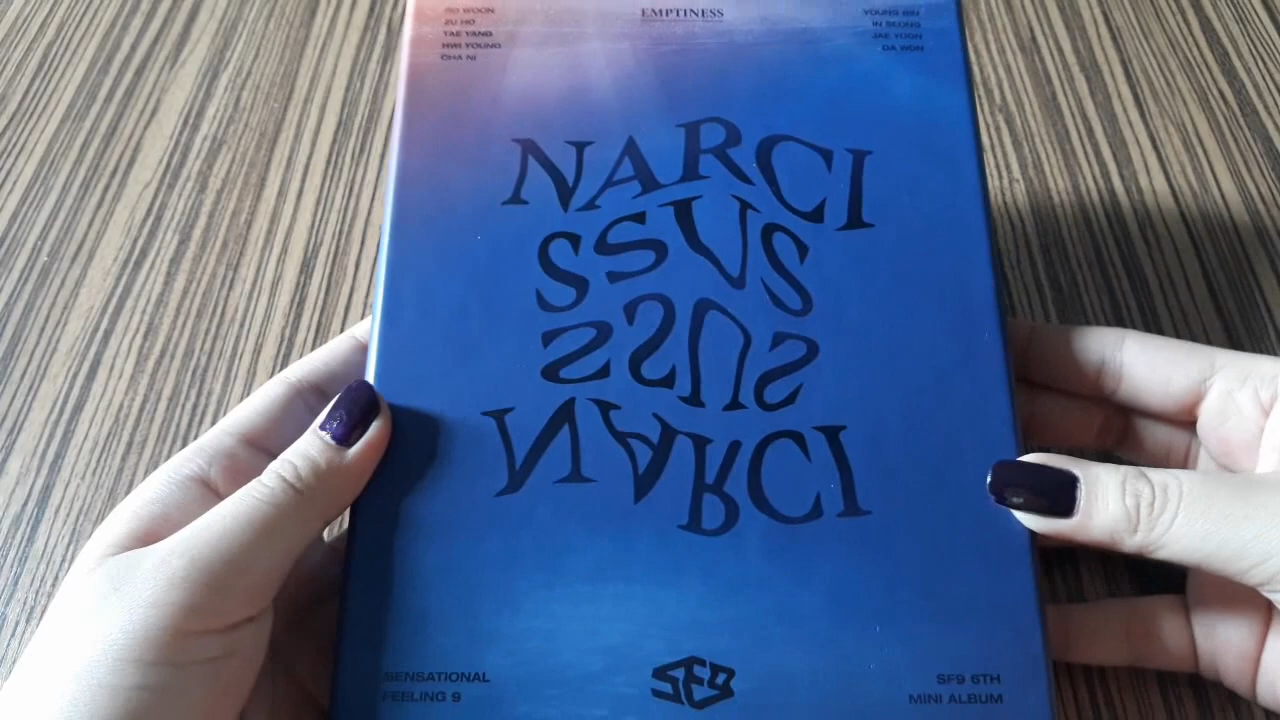 RO WOON
ZU HO
TAE YANG
HWI YOUNG
CHA NI
EMPTINESS
YOUNG BIN
IN SEONG
JAE YOON
DA WON
NARCI
SSUS
SSUS
NARCI
SENSATIONAL
FEELING 9
SF9
SF9 6TH
MINI ALBUM